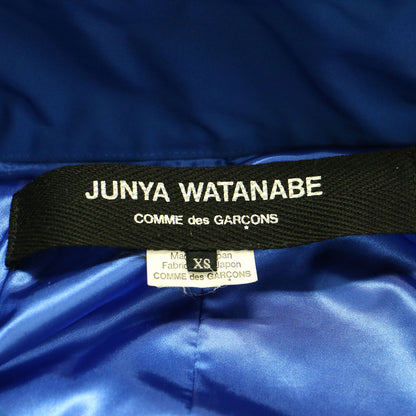 JUNYA WATANABE
COMME des GARÇONS
XS
COMME des GARÇONS